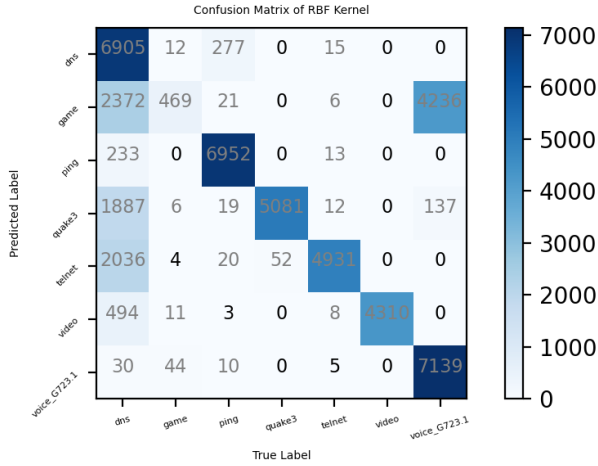 Confusion Matrix of RBF Kernel
dns 6905 12 277 0 15 0 0
game 2372 469 21 0 6 0 4236
ping 233 0 6952 0 13 0 0
quake3 1887 6 19 5081 12 0 137
telnet 2036 4 20 52 4931 0 0
video 494 11 3 0 8 4310 0
voice_G723.1 30 44 10 0 5 0 7139
dns game ping quake3 telnet video voice_G723.1
Predicted Label
True Label
7000
6000
5000
4000
3000
2000
1000
0